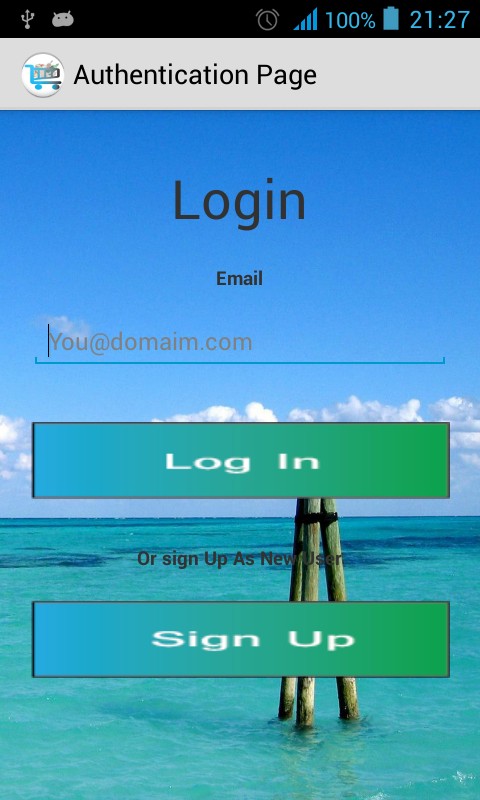 100% 21:27
Authentication Page
Login
Email
You@domaim.com
Log In
Or sign Up As New User
Sign Up